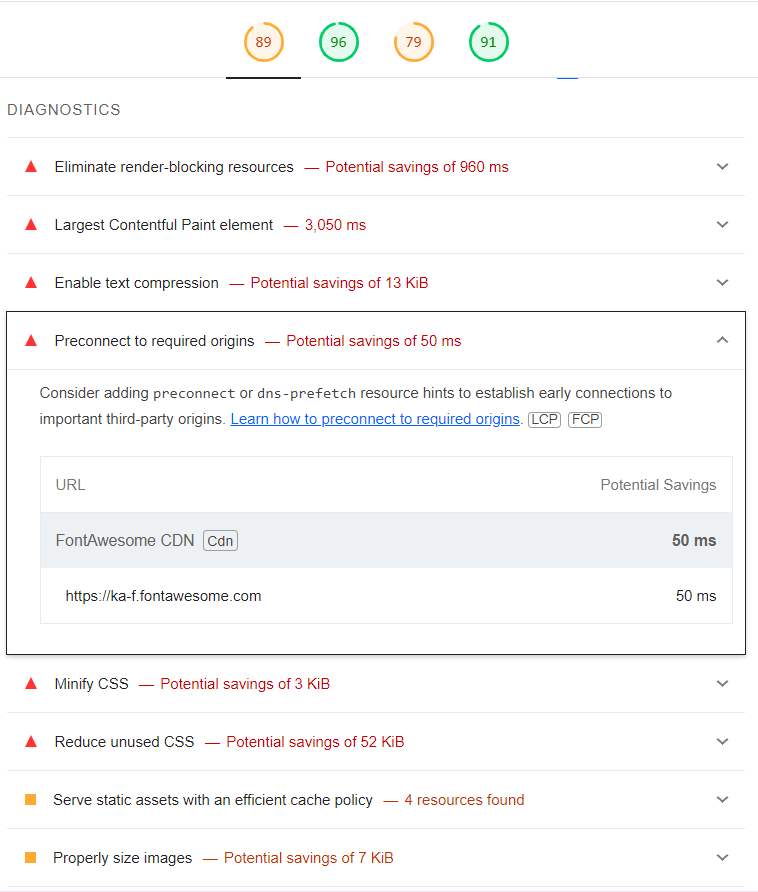 89 96 79 91
DIAGNOSTICS
Eliminate render-blocking resources — Potential savings of 960 ms
Largest Contentful Paint element — 3,050 ms
Enable text compression — Potential savings of 13 KiB
Preconnect to required origins — Potential savings of 50 ms
Consider adding preconnect or dns-prefetch resource hints to establish early connections to
important third-party origins. Learn how to preconnect to required origins. LCP FCP
URL Potential Savings
FontAwesome CDN Cdn 50 ms
https://ka-f.fontawesome.com 50 ms
Minify CSS — Potential savings of 3 KiB
Reduce unused CSS — Potential savings of 52 KiB
Serve static assets with an efficient cache policy — 4 resources found
Properly size images — Potential savings of 7 KiB